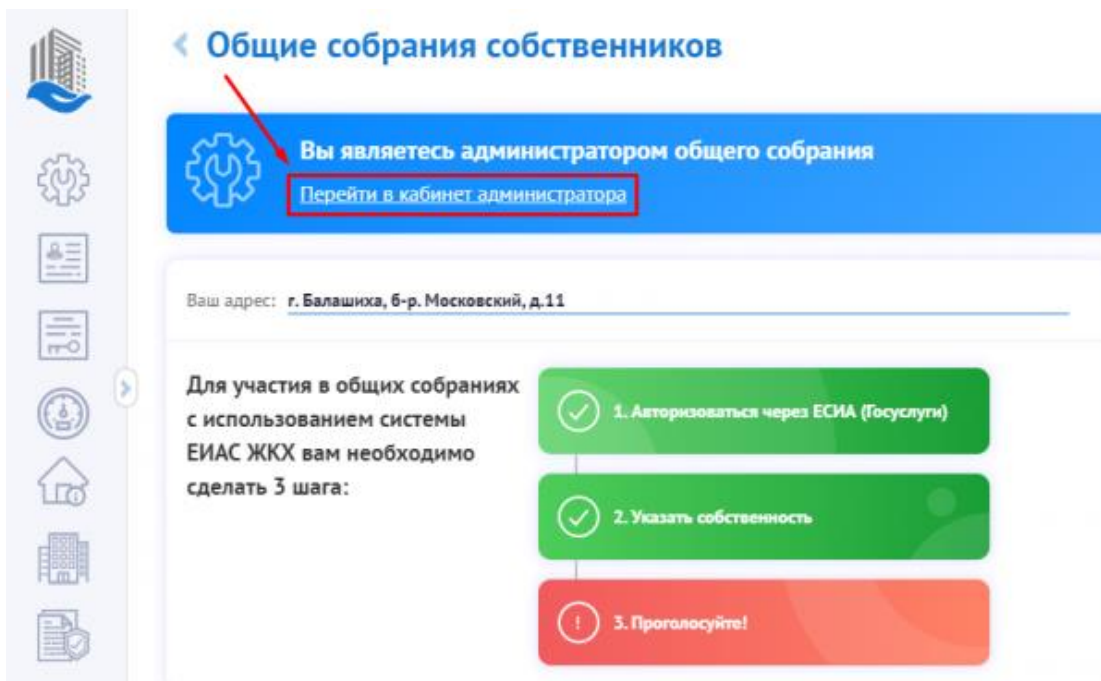 Общие собрания собственников
Вы являетесь администратором общего собрания
Перейти в кабинет администратора
Ваш адрес: г. Балашиха, б-р. Московский, д.11
Для участия в общих собраниях
с использованием системы
ЕИАС ЖКХ вам необходимо
сделать 3 шага:
1. Авторизоваться через ЕСИА (Госуслуги)
2. Указать собственность
3. Проголосуйте!